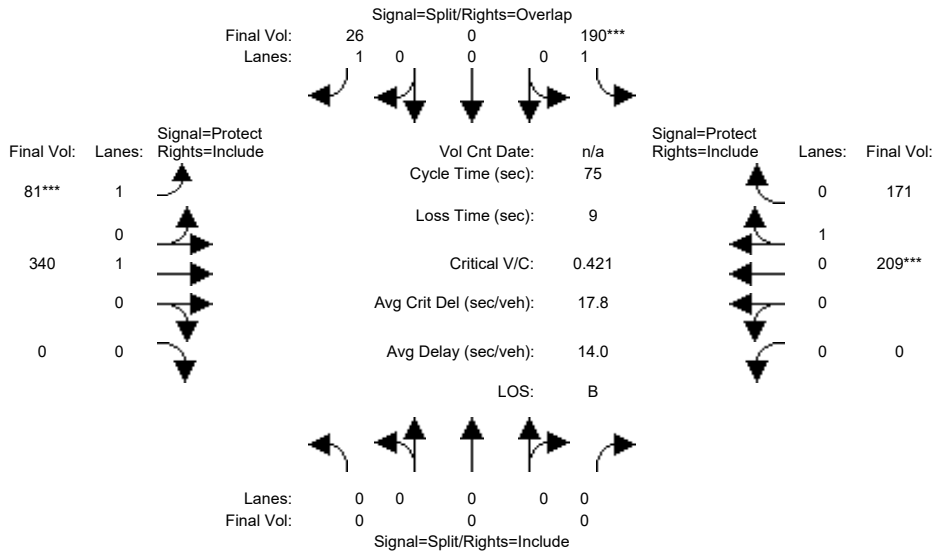 Signal=Split/Rights=Overlap
Final Vol: 26 0 190***
Lanes: 1 0 0 0 1
Signal=Protect Signal=Protect
Final Vol: Lanes: Rights=Include Vol Cnt Date: n/a Rights=Include Lanes: Final Vol:
Cycle Time (sec): 75
81*** 1 0 171
Loss Time (sec): 9
0 1
340 1 Critical V/C: 0.421 0 209***
0 Avg Crit Del (sec/veh): 17.8 0
0 0 Avg Delay (sec/veh): 14.0 0 0
LOS: B
Lanes: 0 0 0 0 0
Final Vol: 0 0 0
Signal=Split/Rights=Include